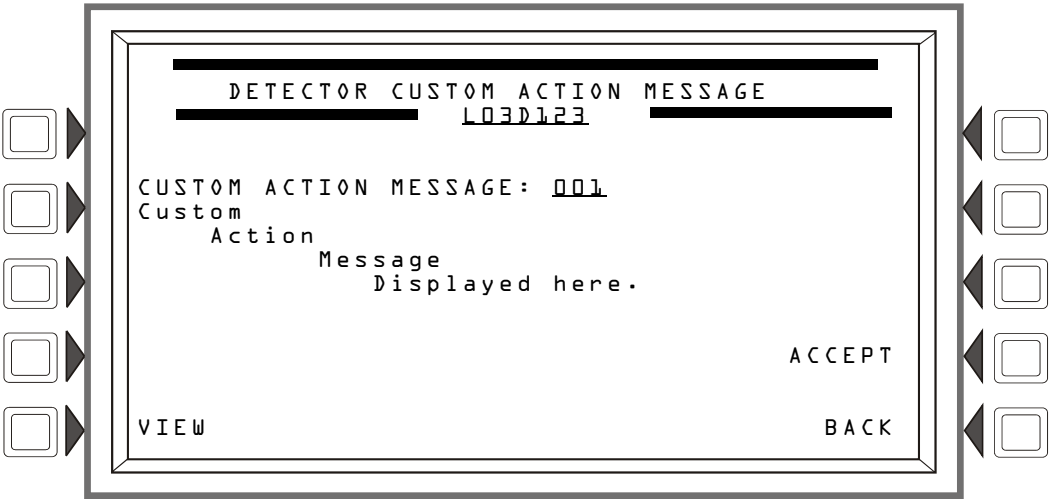 DETECTOR CUSTOM ACTION MESSAGE
L03D123
CUSTOM ACTION MESSAGE: 001
Custom
Action
Message
Displayed here.
ACCEPT
VIEW
BACK